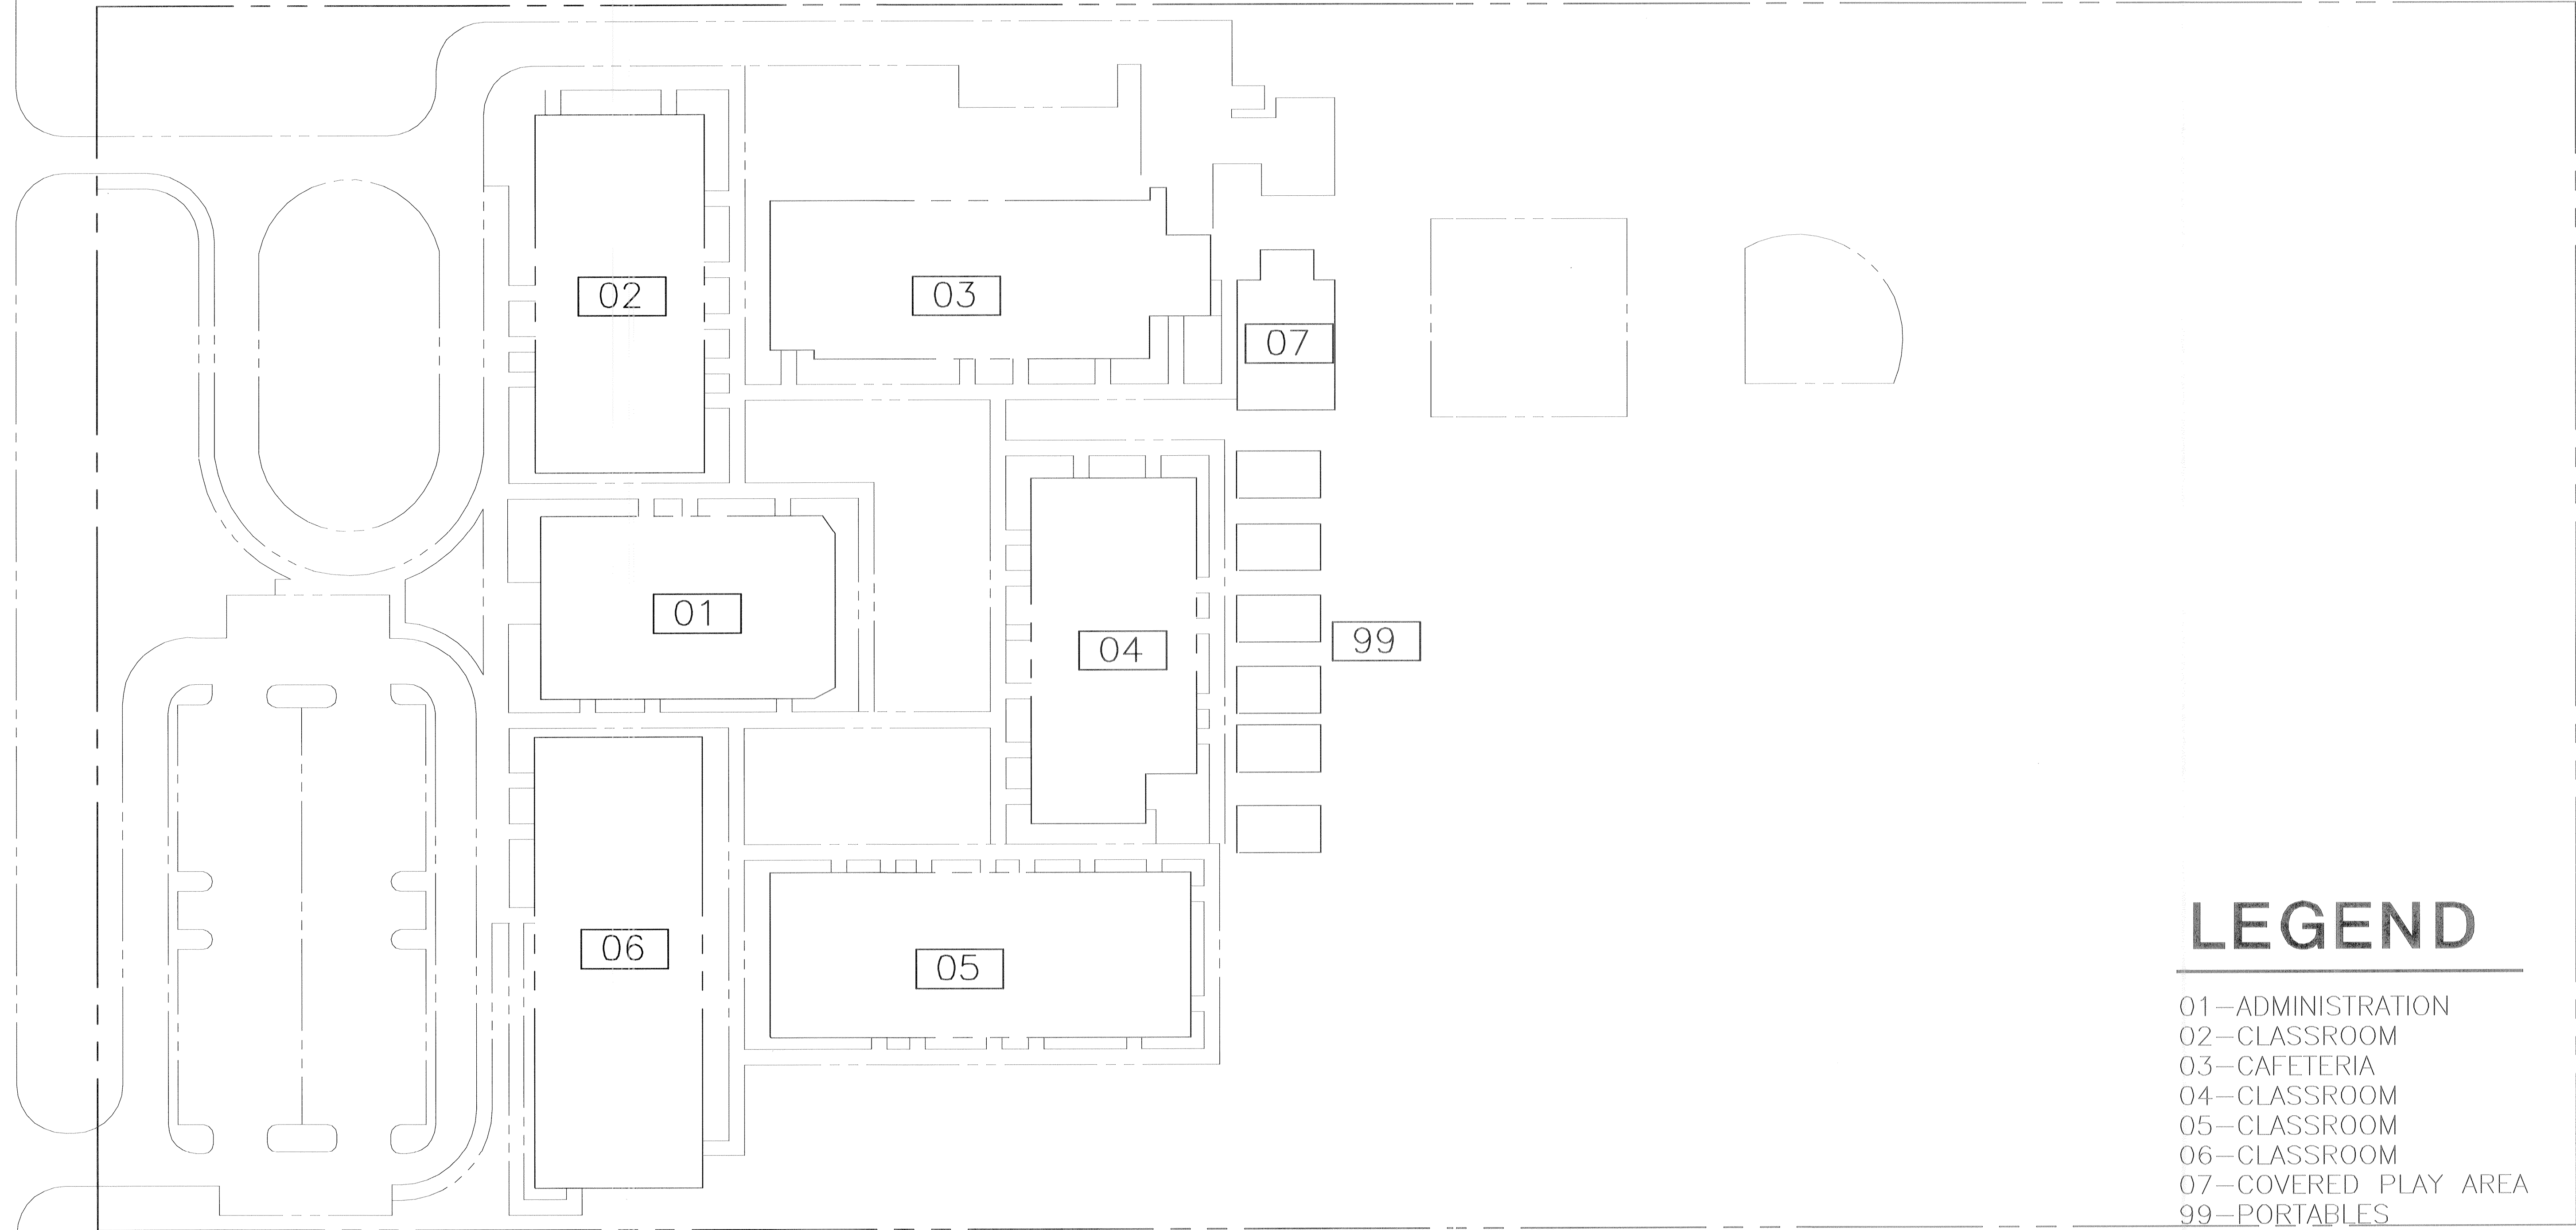 02
03
07
01
04
99
06
05
LEGEND
01-ADMINISTRATION
02-CLASSROOM
03-CAFETERIA
04-CLASSROOM
05-CLASSROOM
06-CLASSROOM
07-COVERED PLAY AREA
99-PORTABLES